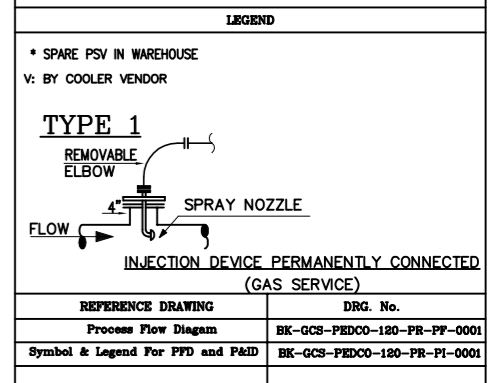 LEGEND
* SPARE PSV IN WAREHOUSE
V: BY COOLER VENDOR
TYPE 1
REMOVABLE
ELBOW
4"
SPRAY NOZZLE
FLOW
INJECTION DEVICE PERMANENTLY CONNECTED
(GAS SERVICE)
REFERENCE DRAWING DRG. No.
Process Flow Diagam BK-GCS-PEDCO-120-PR-PF-0001
Symbol & Legend For PFD and P&ID BK-GCS-PEDCO-120-PR-PI-0001